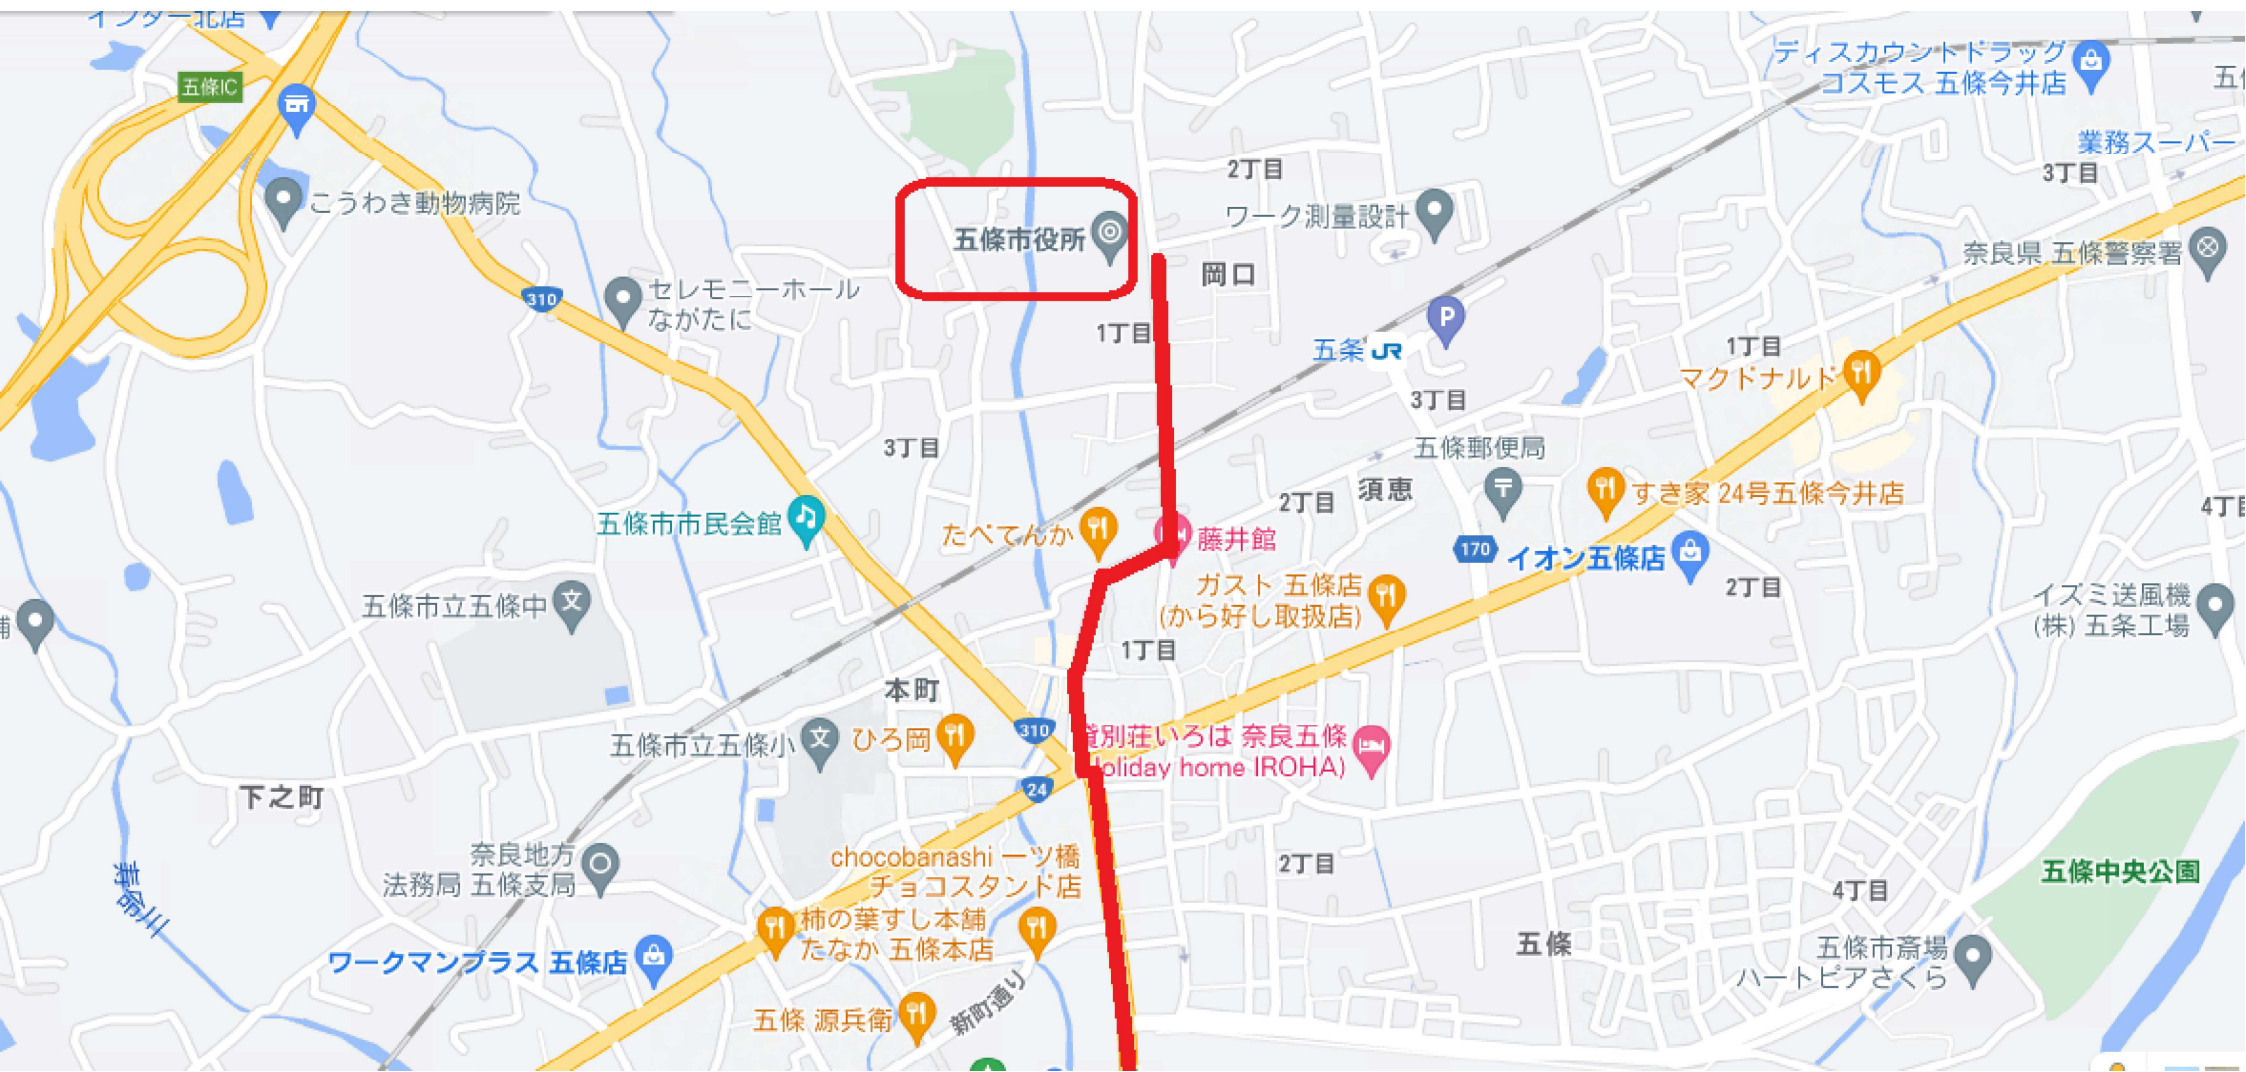 インター北店
五條IC
ディスカウントドラッグ
コスモス 五條今井店
業務スーパー
3丁目
2丁目
こうわき動物病院
ワーク測量設計
五條市役所
奈良県 五條警察署
岡口
セレモニーホール
ながたに
310
1丁目
P
五条 JR
1丁目
マクドナルド
3丁目
3丁目
五條郵便局
須恵
2丁目
すき家 24号五條今井店
五條市市民会館
たべてんか
藤井館
170
イオン五條店
ガスト 五條店
(から好し取扱店)
2丁目
五條市立五條中
文
イズミ送風機
(株) 五条工場
1丁目
本町
310
五條市立五條小
文
ひろ岡
貸別荘いろは 奈良五條
oliday home IROHA)
24
下之町
奈良地方
法務局 五條支局
chocobanashi 一ツ橋
チョコスタンド店
2丁目
4丁目
五條中央公園
寿命川
柿の葉すし本舗
たなか 五條本店
ワークマンプラス 五條店
五條
五條市斎場
ハートピアさくら
五條 源兵衛
新町通り